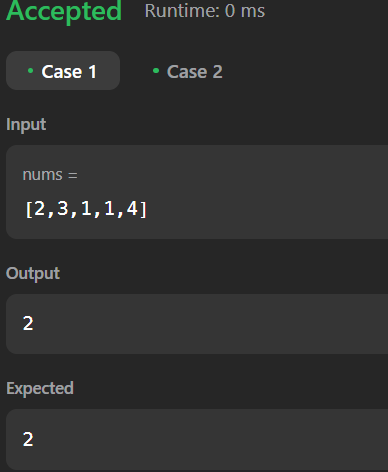 Accepted Runtime: 0 ms
• Case 1 • Case 2
Input
nums =
[2,3,1,1,4]
Output
2
Expected
2